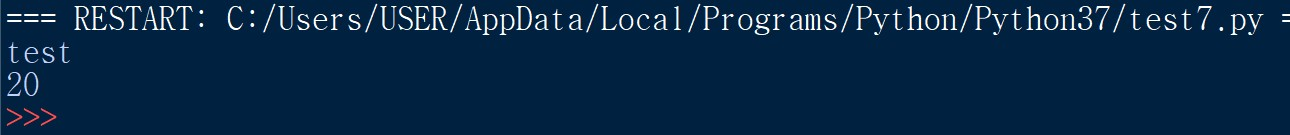 === RESTART: C:/Users/USER/AppData/Local/Programs/Python/Python37/test7.py =
test
20
>>>